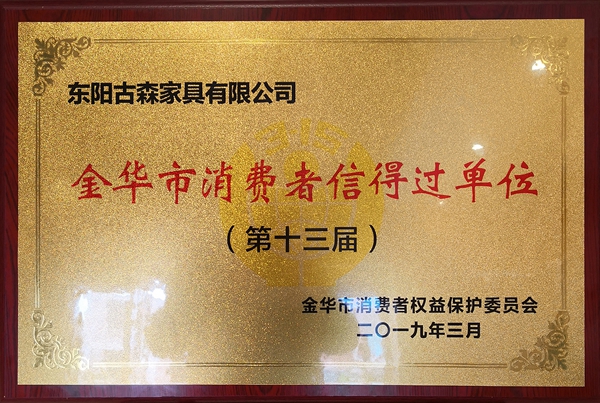 东阳古森家具有限公司
315
金华市消费者信得过单位
（第十三届）
金华市消费者权益保护委员会
二〇一九年三月